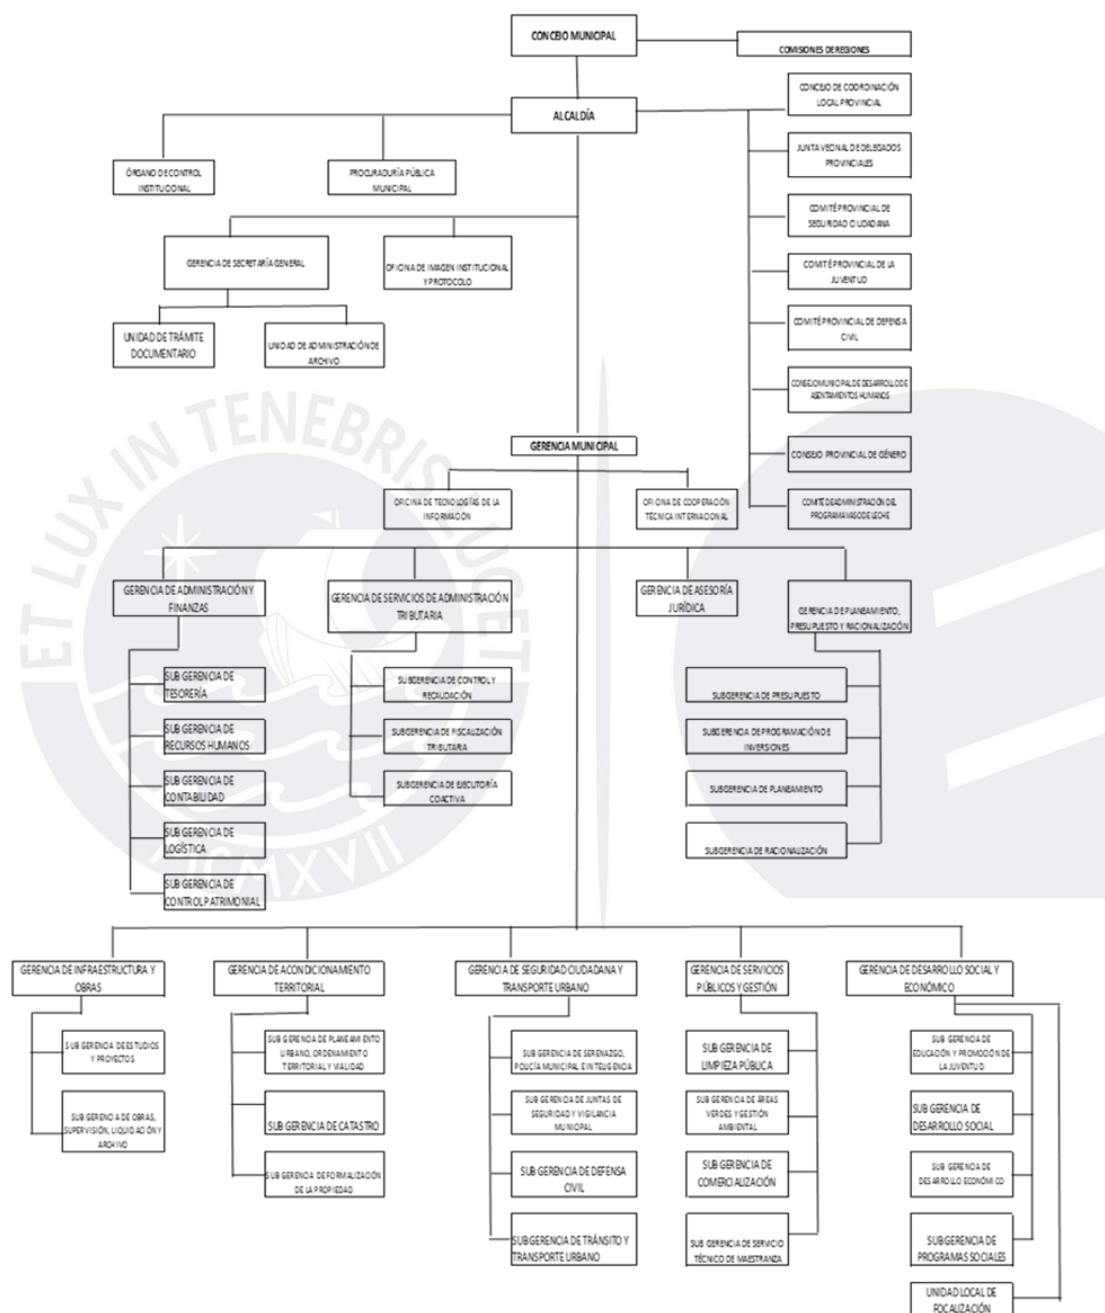 CONCEJO MUNICIPAL
COMISIONES DE REGIONES
ALCALDÍA
CONCEJO DE COORDINACIÓN
LOCAL PROVINCIAL
JUNTA VECINAL DE DELEGADOS
PROVINCIALES
ÓRGANO DE CONTROL
INSTITUCIONAL
PROCURADURÍA PÚBLICA
MUNICIPAL
COMITÉ PROVINCIAL DE
SEGURIDAD CIUDADANA
GERENCIA DE SECRETARÍA GENERAL
OFICINA DE IMAGEN INSTITUCIONAL
Y PROTOCOLO
COMITÉ PROVINCIAL DE LA
JUVENTUD
UNIDAD DE TRÁMITE
DOCUMENTARIO
UNIDAD DE ADMINISTRACIÓN DE
ARCHIVO
COMITÉ PROVINCIAL DE DEFENSA
CIVIL
CONSEJO MUNICIPAL DE DESARROLLO DE
ASENTAMIENTOS HUMANOS
GERENCIA MUNICIPAL
CONSEJO PROVINCIAL DE GÉNERO
OFICINA DE TECNOLOGÍAS DE LA
INFORMACIÓN
OFICINA DE COOPERACIÓN
TÉCNICA INTERNACIONAL
COMITÉ DE ADMINISTRACIÓN DEL
PROGRAMA VASO DE LECHE
ET LUX IN TENEBRIS LUCET
MCMXVII
GERENCIA DE ADMINISTRACIÓN Y
FINANZAS
GERENCIA DE SERVICIOS DE ADMINISTRACIÓN
TRIBUTARIA
GERENCIA DE ASESORÍA
JURÍDICA
GERENCIA DE PLANEAMIENTO,
PRESUPUESTO Y RACIONALIZACIÓN
SUB GERENCIA DE
TESORERÍA
SUB GERENCIA DE
RECURSOS HUMANOS
SUB GERENCIA DE
CONTABILIDAD
SUB GERENCIA DE
LOGÍSTICA
SUB GERENCIA DE
CONTROL PATRIMONIAL
SUBGERENCIA DE CONTROL Y
RECAUDACIÓN
SUBGERENCIA DE FISCALIZACIÓN
TRIBUTARIA
SUBGERENCIA DE EJECUTORÍA
COACTIVA
SUBGERENCIA DE PRESUPUESTO
SUBGERENCIA DE PROGRAMACIÓN DE
INVERSIONES
SUBGERENCIA DE PLANEAMIENTO
SUBGERENCIA DE RACIONALIZACIÓN
GERENCIA DE INFRAESTRUCTURA Y
OBRAS
GERENCIA DE ACONDICIONAMIENTO
TERRITORIAL
GERENCIA DE SEGURIDAD CIUDADANA Y
TRANSPORTE URBANO
GERENCIA DE SERVICIOS
PÚBLICOS Y GESTIÓN
GERENCIA DE DESARROLLO SOCIAL Y
ECONÓMICO
SUB GERENCIA DE ESTUDIOS
Y PROYECTOS
SUB GERENCIA DE OBRAS,
SUPERVISIÓN, LIQUIDACIÓN Y
ARCHIVO
SUB GERENCIA DE PLANEAMIENTO
URBANO, ORDENAMIENTO
TERRITORIAL Y VIALIDAD
SUB GERENCIA DE CATASTRO
SUB GERENCIA DE FORMALIZACIÓN
DE LA PROPIEDAD
SUB GERENCIA DE SERENAZGO,
POLICÍA MUNICIPAL E INTELIGENCIA
SUB GERENCIA DE JUNTAS DE
SEGURIDAD Y VIGILANCIA
MUNICIPAL
SUB GERENCIA DE DEFENSA
CIVIL
SUBGERENCIA DE TRÁNSITO Y
TRANSPORTE URBANO
SUB GERENCIA DE
LIMPIEZA PÚBLICA
SUB GERENCIA DE ÁREAS
VERDES Y GESTIÓN
AMBIENTAL
SUB GERENCIA DE
COMERCIALIZACIÓN
SUB GERENCIA DE SERVICIO
TÉCNICO DE MAESTRANZA
SUB GERENCIA DE
EDUCACIÓN Y PROMOCIÓN DE
LA JUVENTUD
SUB GERENCIA DE
DESARROLLO SOCIAL
SUB GERENCIA DE
DESARROLLO ECONÓMICO
SUBGERENCIA DE
PROGRAMAS SOCIALES
UNIDAD LOCAL DE
FOCALIZACIÓN